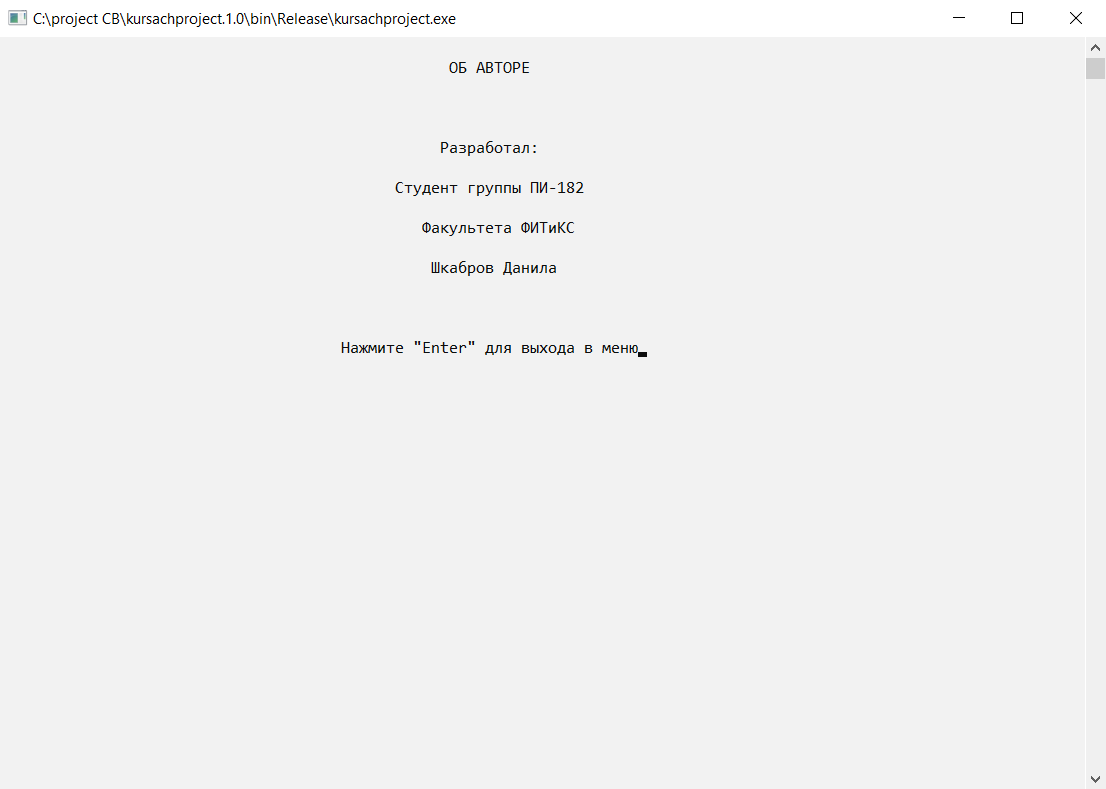 C:\project CB\kursachproject.1.0\bin\Release\kursachproject.exe
ОБ АВТОРЕ
Разработал:
Студент группы ПИ-182
Факультета ФИТиКС
Шкабров Данила
Нажмите "Enter" для выхода в меню